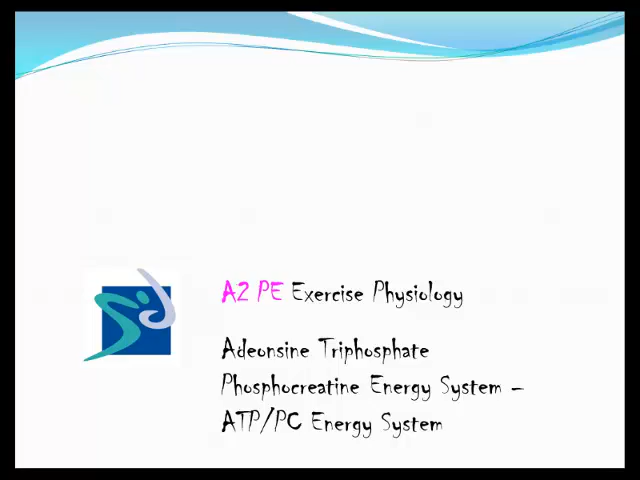 A2 PE Exercise Physiology
Adeonsine Triphosphate
Phosphocreatine Energy System –
ATP/PC Energy System